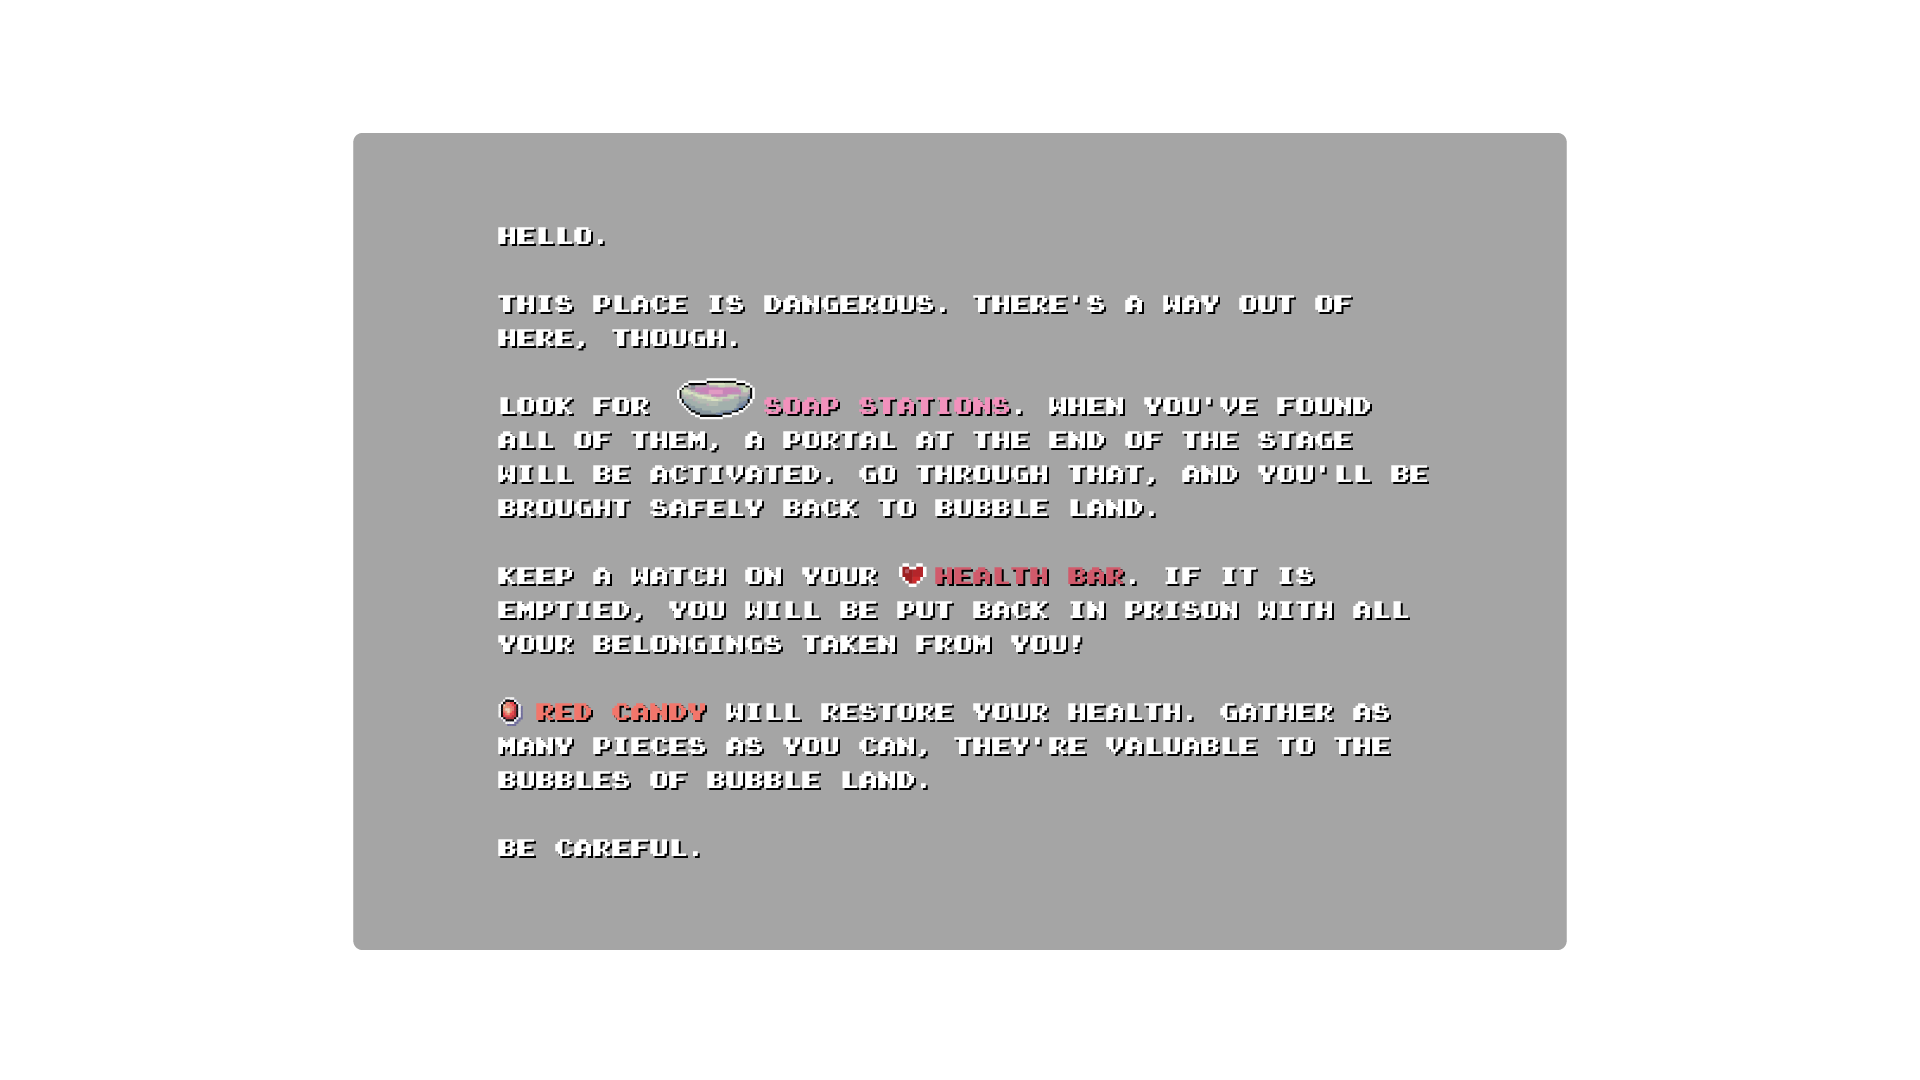 HELLO.
THIS PLACE IS DANGEROUS. THERE'S A WAY OUT OF
HERE, THOUGH.
LOOK FOR SOAP STATIONS. WHEN YOU'VE FOUND
ALL OF THEM, A PORTAL AT THE END OF THE STAGE
WILL BE ACTIVATED. GO THROUGH THAT, AND YOU'LL BE
BROUGHT SAFELY BACK TO BUBBLE LAND.
KEEP A WATCH ON YOUR HEALTH BAR. IF IT IS
EMPTIED, YOU WILL BE PUT BACK IN PRISON WITH ALL
YOUR BELONGINGS TAKEN FROM YOU!
RED CANDY WILL RESTORE YOUR HEALTH. GATHER AS
MANY PIECES AS YOU CAN, THEY'RE VALUABLE TO THE
BUBBLES OF BUBBLE LAND.
BE CAREFUL.